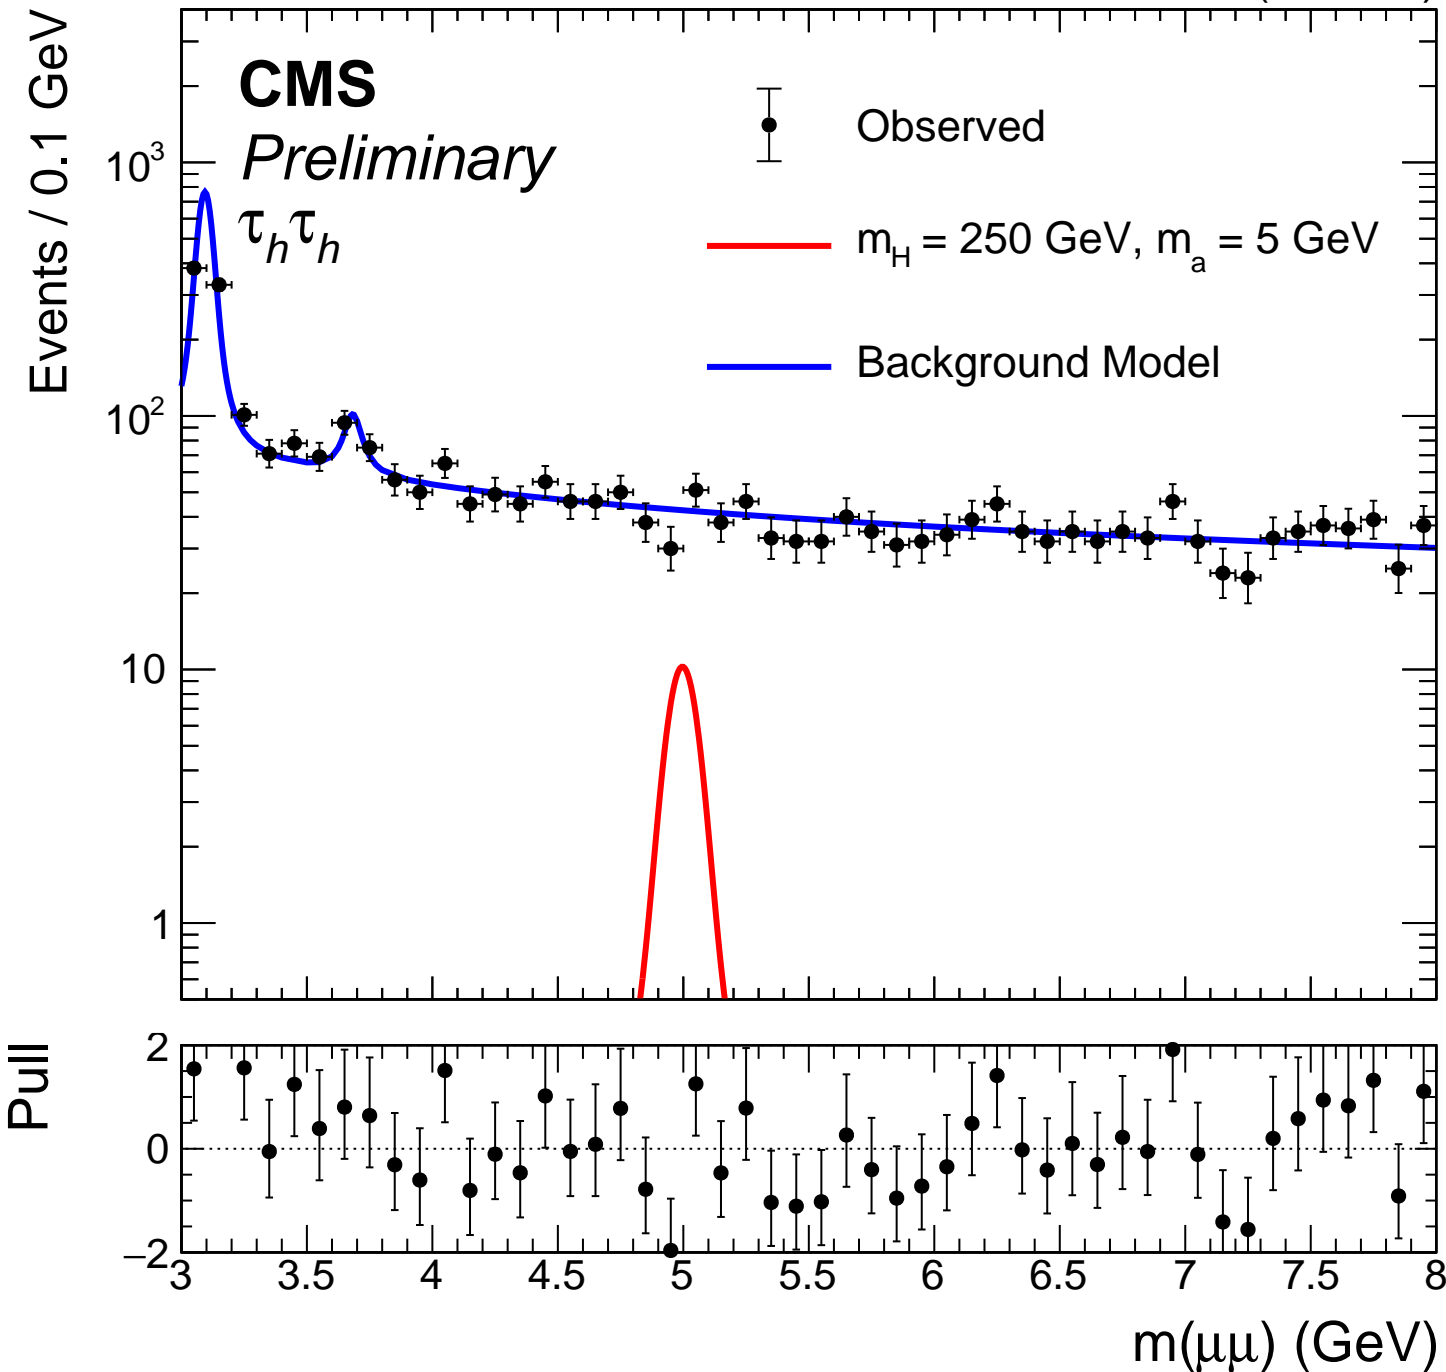 Events / 0.1 GeV
CMS
Preliminary
τhτh
Observed
mH = 250 GeV, ma = 5 GeV
Background Model
10³
10²
10
1
Pull
2
0
−2
3 3.5 4 4.5 5 5.5 6 6.5 7 7.5 8
m(μμ) (GeV)